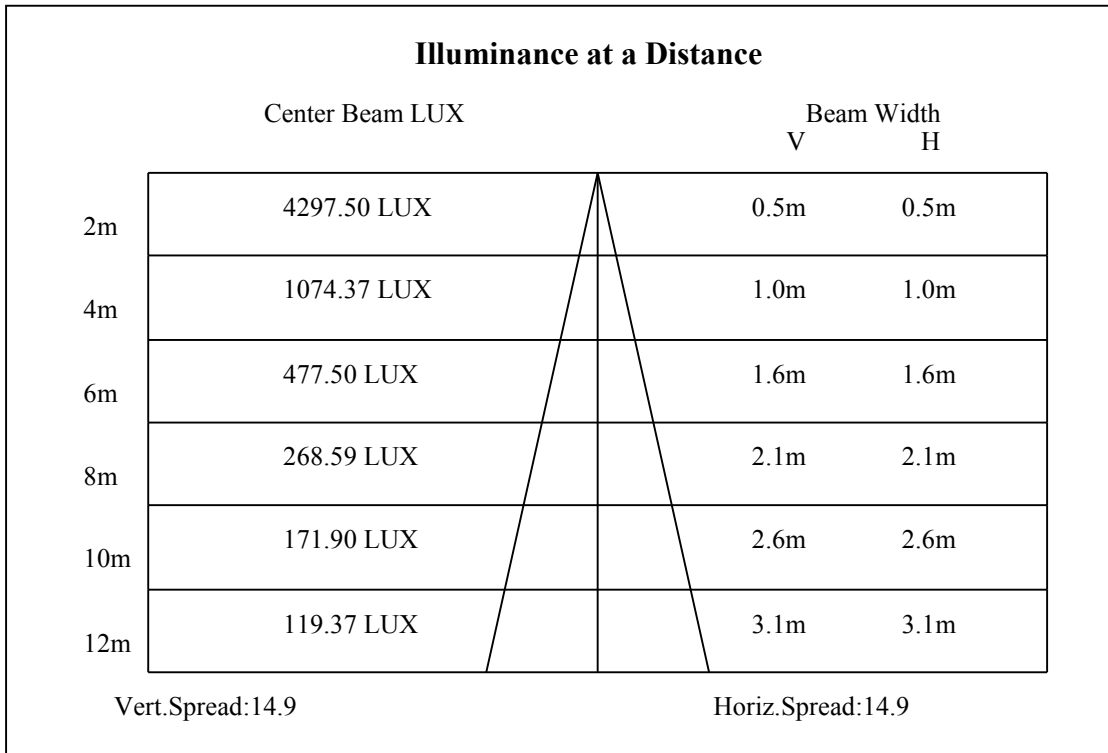 Illuminance at a Distance
Center Beam LUX Beam Width
V H
2m 4297.50 LUX 0.5m 0.5m
4m 1074.37 LUX 1.0m 1.0m
6m 477.50 LUX 1.6m 1.6m
8m 268.59 LUX 2.1m 2.1m
10m 171.90 LUX 2.6m 2.6m
12m 119.37 LUX 3.1m 3.1m
Vert.Spread:14.9 Horiz.Spread:14.9